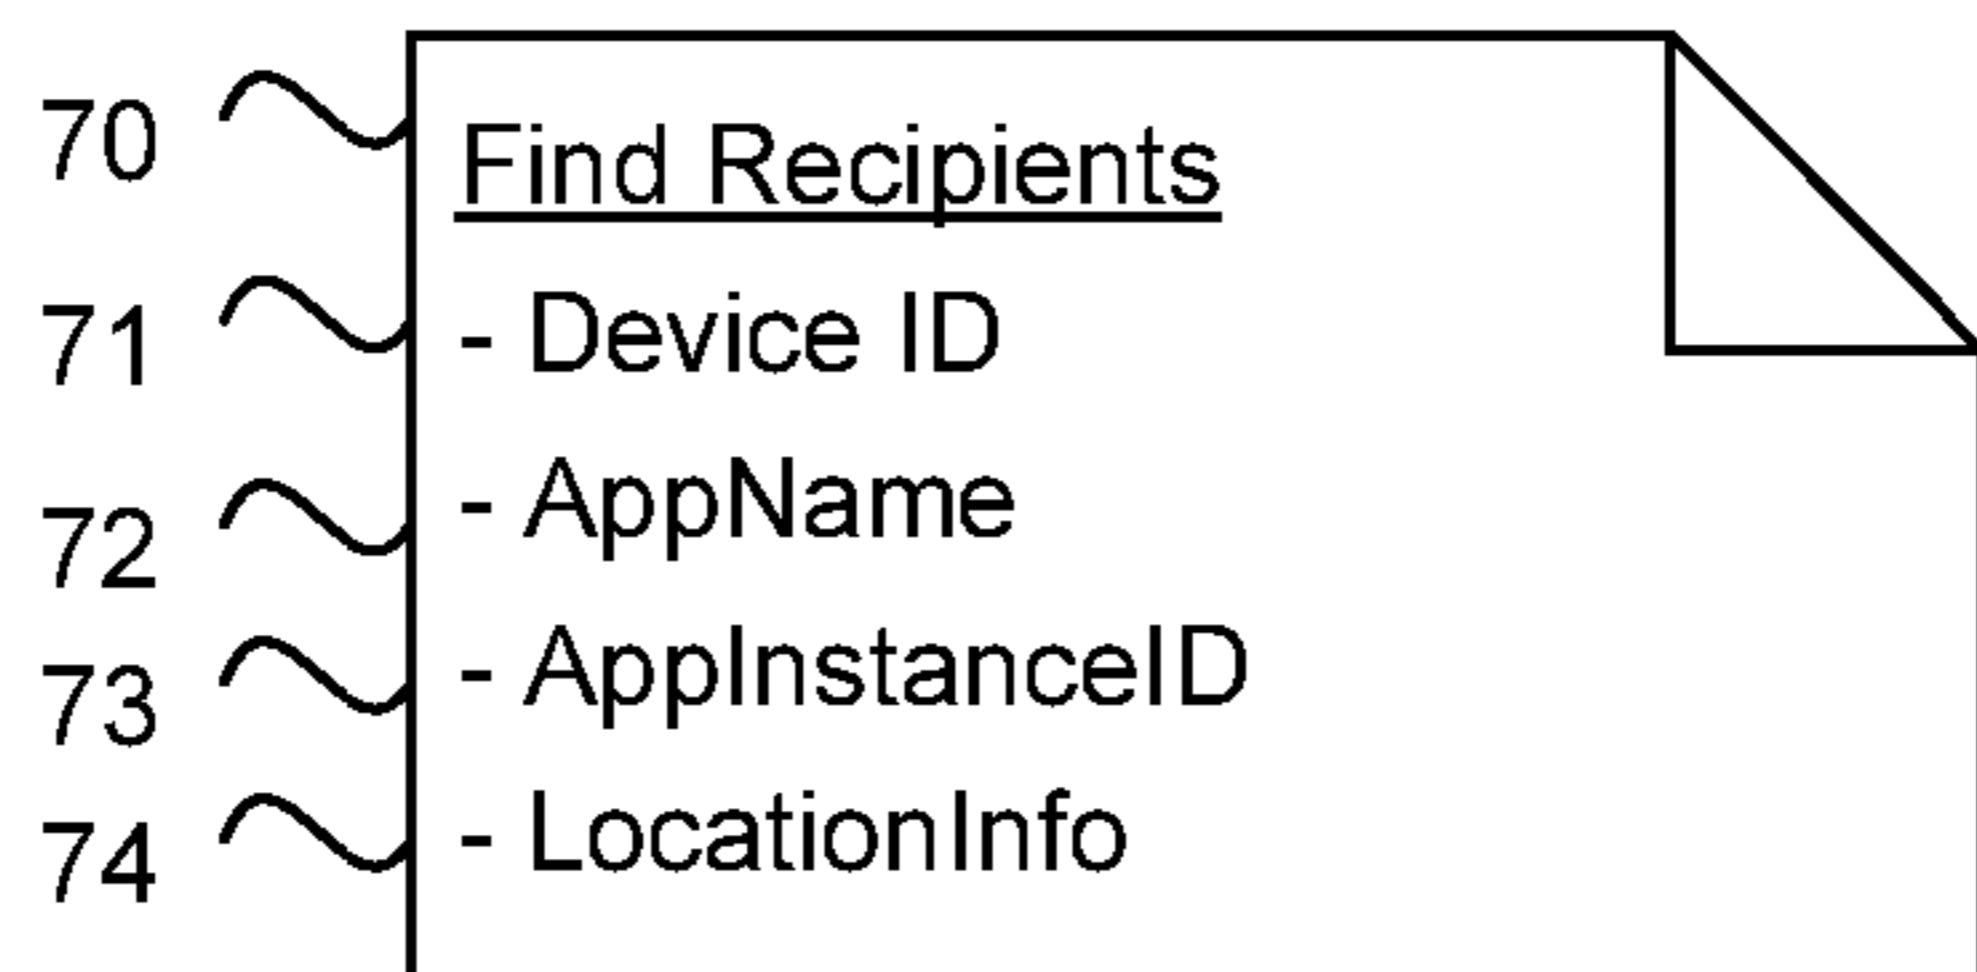 70 Find Recipients
71 - Device ID
72 - AppName
73 - AppInstanceID
74 - LocationInfo